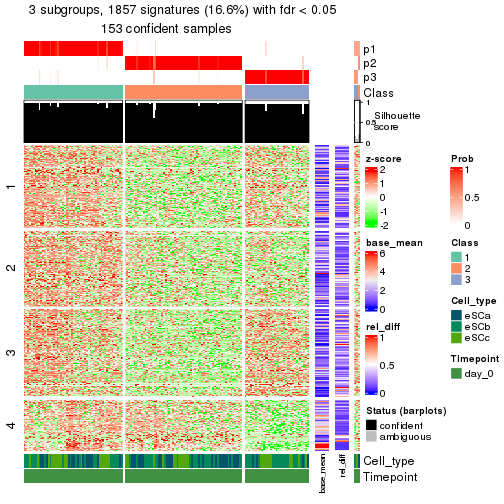 3 subgroups, 1857 signatures (16.6%) with fdr < 0.05
153 confident samples
p1
p2
p3
Class
1
0.5
0
Silhouette
score
1
2
3
4
base_mean
rel_diff
Cell_type
Timepoint
z-score
2
1
0
-1
-2
base_mean
6
4
2
0
rel_diff
1
0.5
0
Status (barplots)
confident
ambiguous
Prob
1
0.5
0
Class
1
2
3
Cell_type
eSCa
eSCb
eSCc
Timepoint
day_0